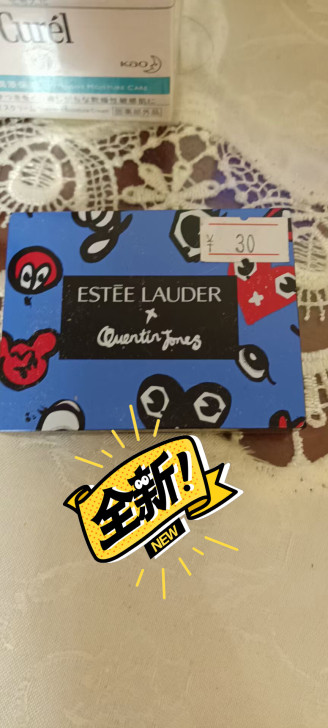 Curél
Kao
ESTĒE LAUDER
x
Quentin Jones
¥ 30
全新!
NEW